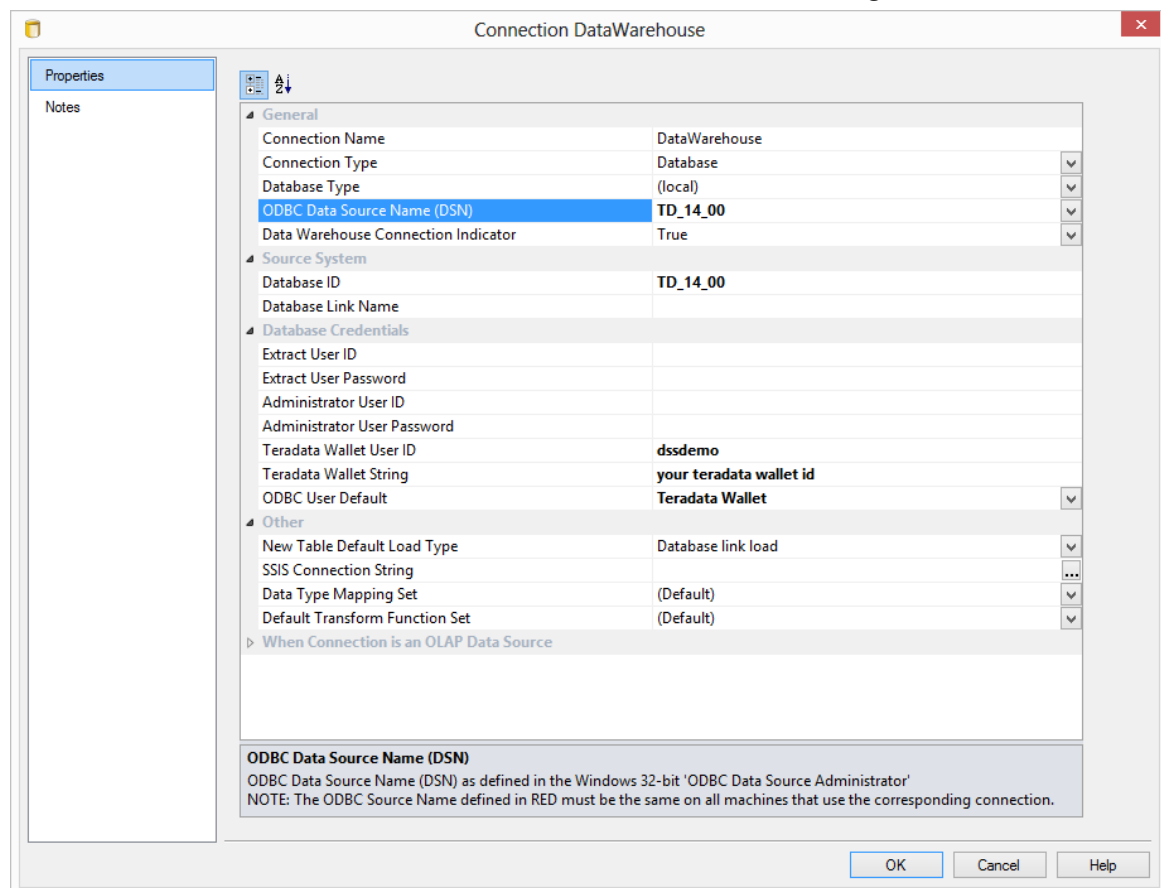 Connection DataWarehouse
Properties
Notes
General
Connection Name DataWarehouse
Connection Type Database
Database Type (local)
ODBC Data Source Name (DSN) TD_14_00
Data Warehouse Connection Indicator True
Source System
Database ID TD_14_00
Database Link Name
Database Credentials
Extract User ID
Extract User Password
Administrator User ID
Administrator User Password
Teradata Wallet User ID dssdemo
Teradata Wallet String your teradata wallet id
ODBC User Default Teradata Wallet
Other
New Table Default Load Type Database link load
SSIS Connection String ...
Data Type Mapping Set (Default)
Default Transform Function Set (Default)
When Connection is an OLAP Data Source
ODBC Data Source Name (DSN)
ODBC Data Source Name (DSN) as defined in the Windows 32-bit 'ODBC Data Source Administrator'
NOTE: The ODBC Source Name defined in RED must be the same on all machines that use the corresponding connection.
OK Cancel Help